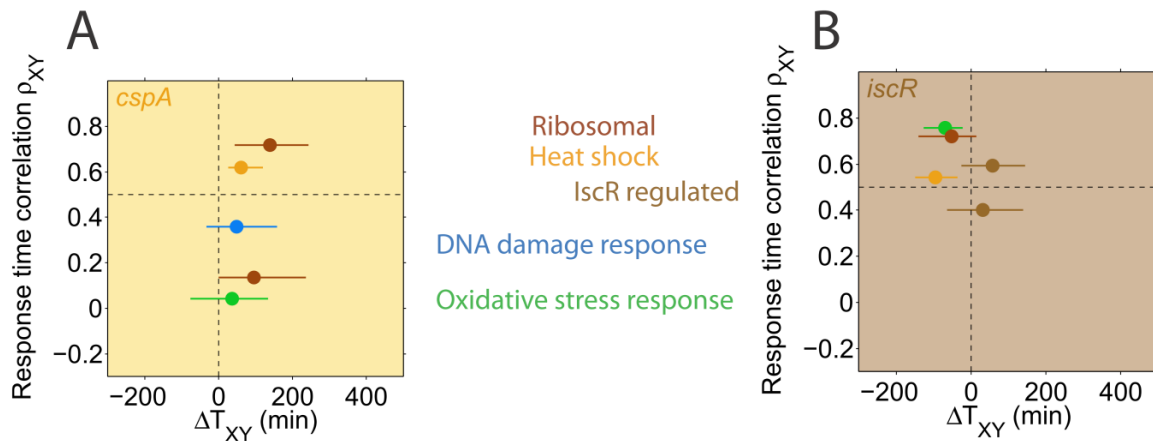 A
B
Response time correlation ρXY
cspA
0.8
0.6
0.4
0.2
0
−0.2
−200 0 200 400
ΔTXY (min)
Ribosomal
Heat shock
IscR regulated
DNA damage response
Oxidative stress response
Response time correlation ρXY
iscR
0.8
0.6
0.4
0.2
0
−0.2
−200 0 200 400
ΔTXY (min)